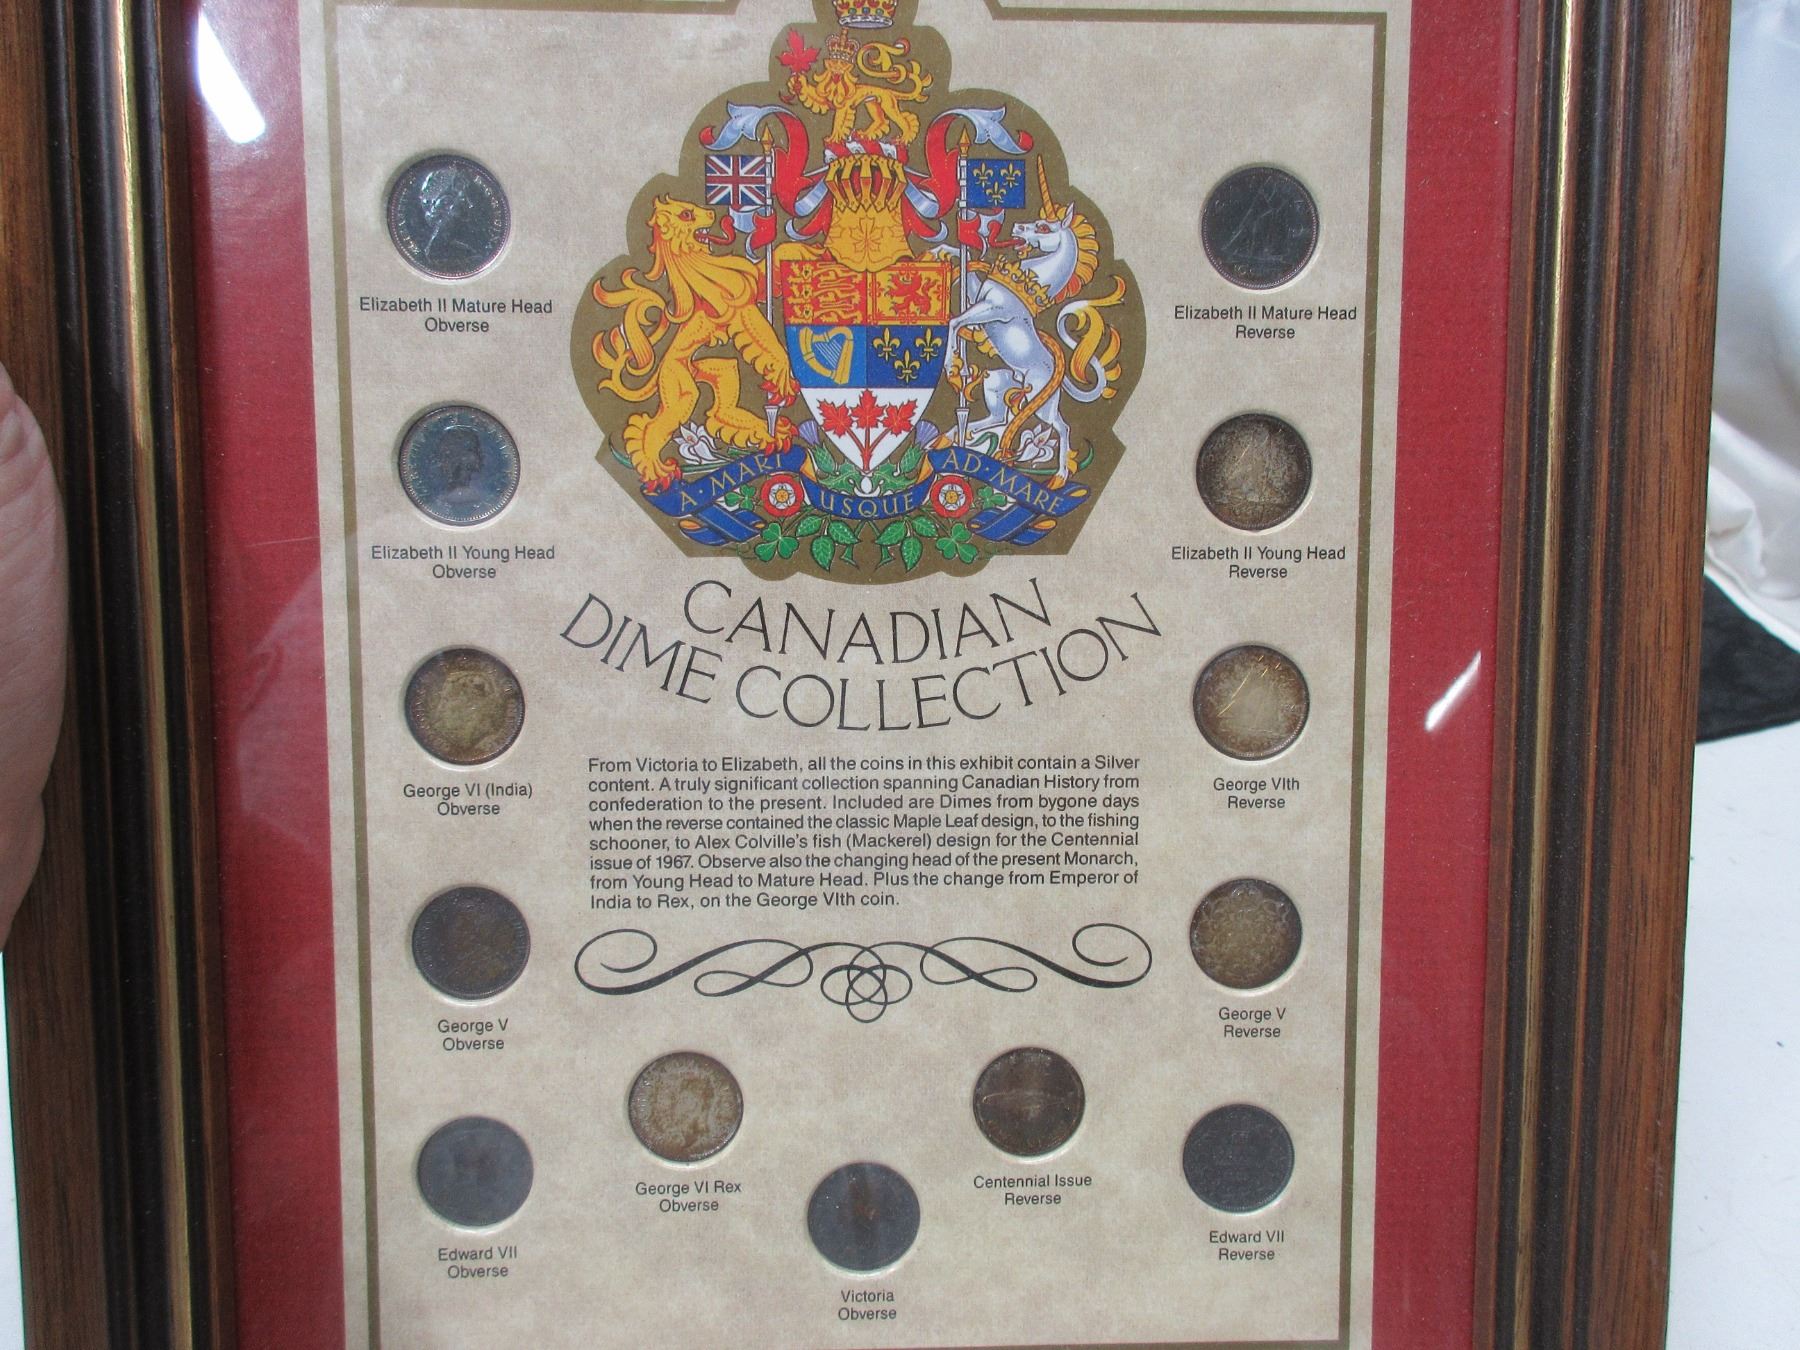 A·MARI USQUE AD·MARE
Elizabeth II Mature Head
Obverse
Elizabeth II Mature Head
Reverse
Elizabeth II Young Head
Obverse
Elizabeth II Young Head
Reverse
CANADIAN
DIME COLLECTION
George VI (India)
Obverse
George VIth
Reverse
From Victoria to Elizabeth, all the coins in this exhibit contain a Silver
content. A truly significant collection spanning Canadian History from
confederation to the present. Included are Dimes from bygone days
when the reverse contained the classic Maple Leaf design, to the fishing
schooner, to Alex Colville's fish (Mackerel) design for the Centennial
issue of 1967. Observe also the changing head of the present Monarch,
from Young Head to Mature Head. Plus the change from Emperor of
India to Rex, on the George VIth coin.
George V
Obverse
George V
Reverse
George VI Rex
Obverse
Centennial Issue
Reverse
Edward VII
Obverse
Edward VII
Reverse
Victoria
Obverse